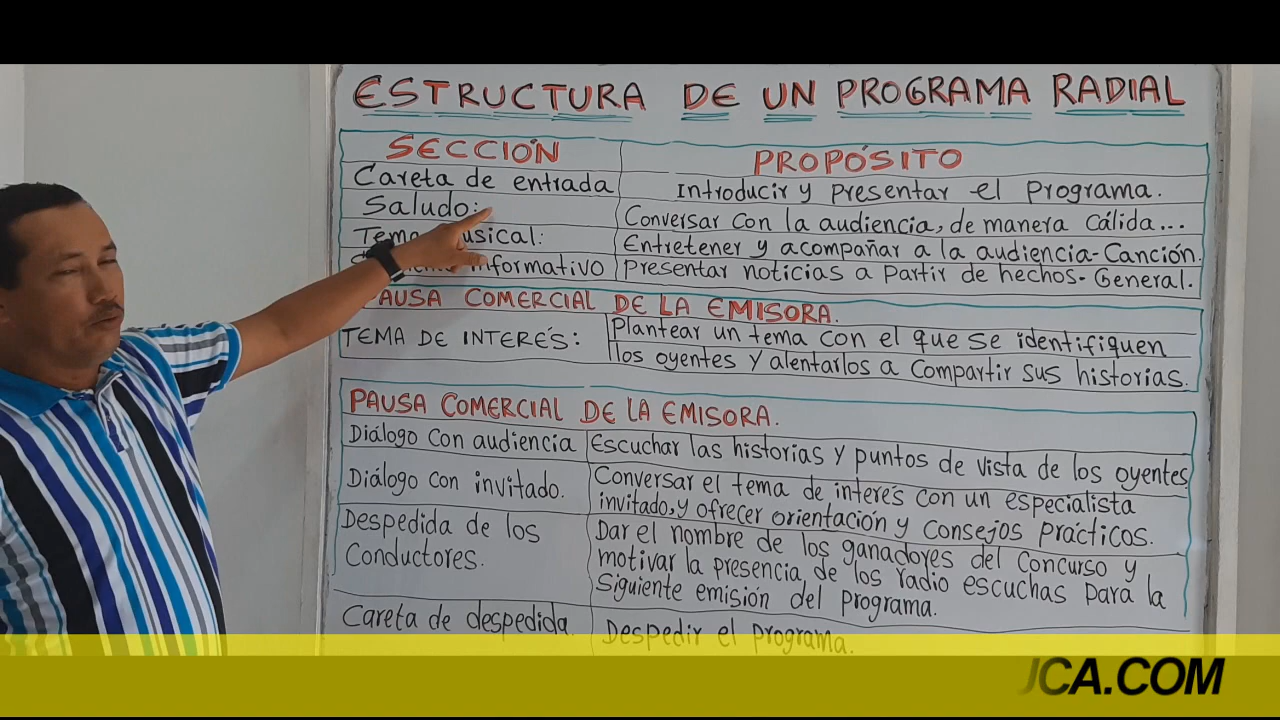 ESTRUCTURA DE UN PROGRAMA RADIAL
SECCIÓN PROPÓSITO
Careta de entrada Introducir y presentar el programa.
Saludo: Conversar con la audiencia, de manera cálida...
Tema musical: Entretener y acompañar a la audiencia-Canción.
informativo Presentar noticias a partir de hechos-General.
PAUSA COMERCIAL DE LA EMISORA.
TEMA DE INTERÉS: Plantear un tema con el que se identifiquen
los oyentes y alentarlos a compartir sus historias.
PAUSA COMERCIAL DE LA EMISORA.
Diálogo con audiencia Escuchar las historias y puntos de vista de los oyentes
Diálogo con invitado. Conversar el tema de interés con un especialista
invitado, y ofrecer orientación y consejos prácticos.
Despedida de los Conductores. Dar el nombre de los ganadores del concurso y
motivar la presencia de los radio escuchas para la
siguiente emisión del programa.
Careta de despedida. Despedir el programa.
JCA.COM